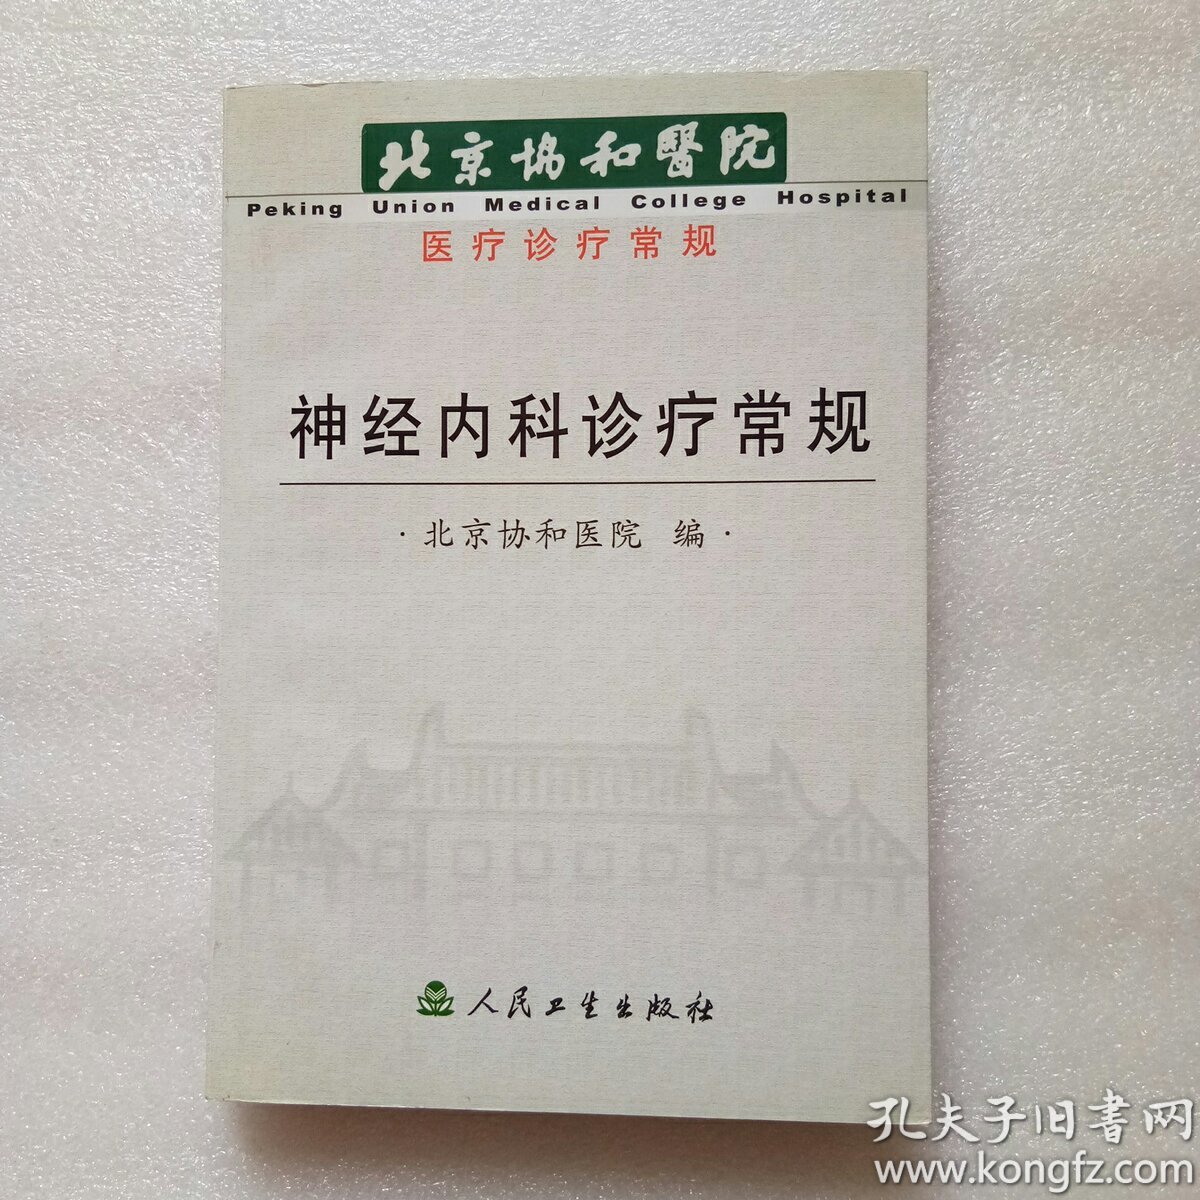 北京协和醫院
Peking Union Medical College Hospital
医疗诊疗常规
神经内科诊疗常规
·北京协和医院 编·
人民卫生出版社
孔夫子旧書网
www.kongfz.com